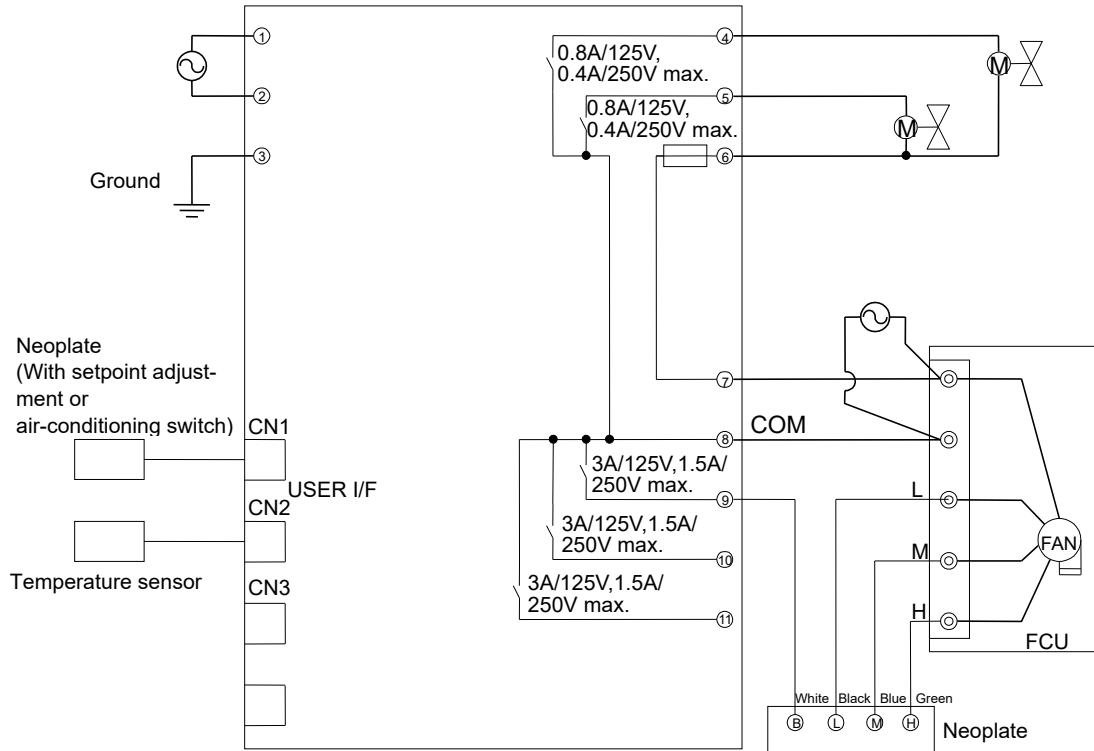 1
4
0.8A/125V,
0.4A/250V max.
M
2
5
0.8A/125V,
0.4A/250V max.
M
3
6
Ground
Neoplate
(With setpoint adjust-
ment or
air-conditioning switch)
7
CN1
USER I/F
8
COM
3A/125V,1.5A/
250V max.
9
L
CN2
3A/125V,1.5A/
250V max.
10
M
FAN
Temperature sensor
CN3
3A/125V,1.5A/
250V max.
11
H
FCU
White Black Blue Green
B L M H
Neoplate